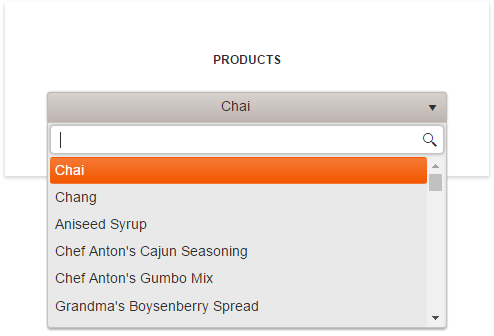 PRODUCTS
Chai
Chai
Chang
Aniseed Syrup
Chef Anton's Cajun Seasoning
Chef Anton's Gumbo Mix
Grandma's Boysenberry Spread